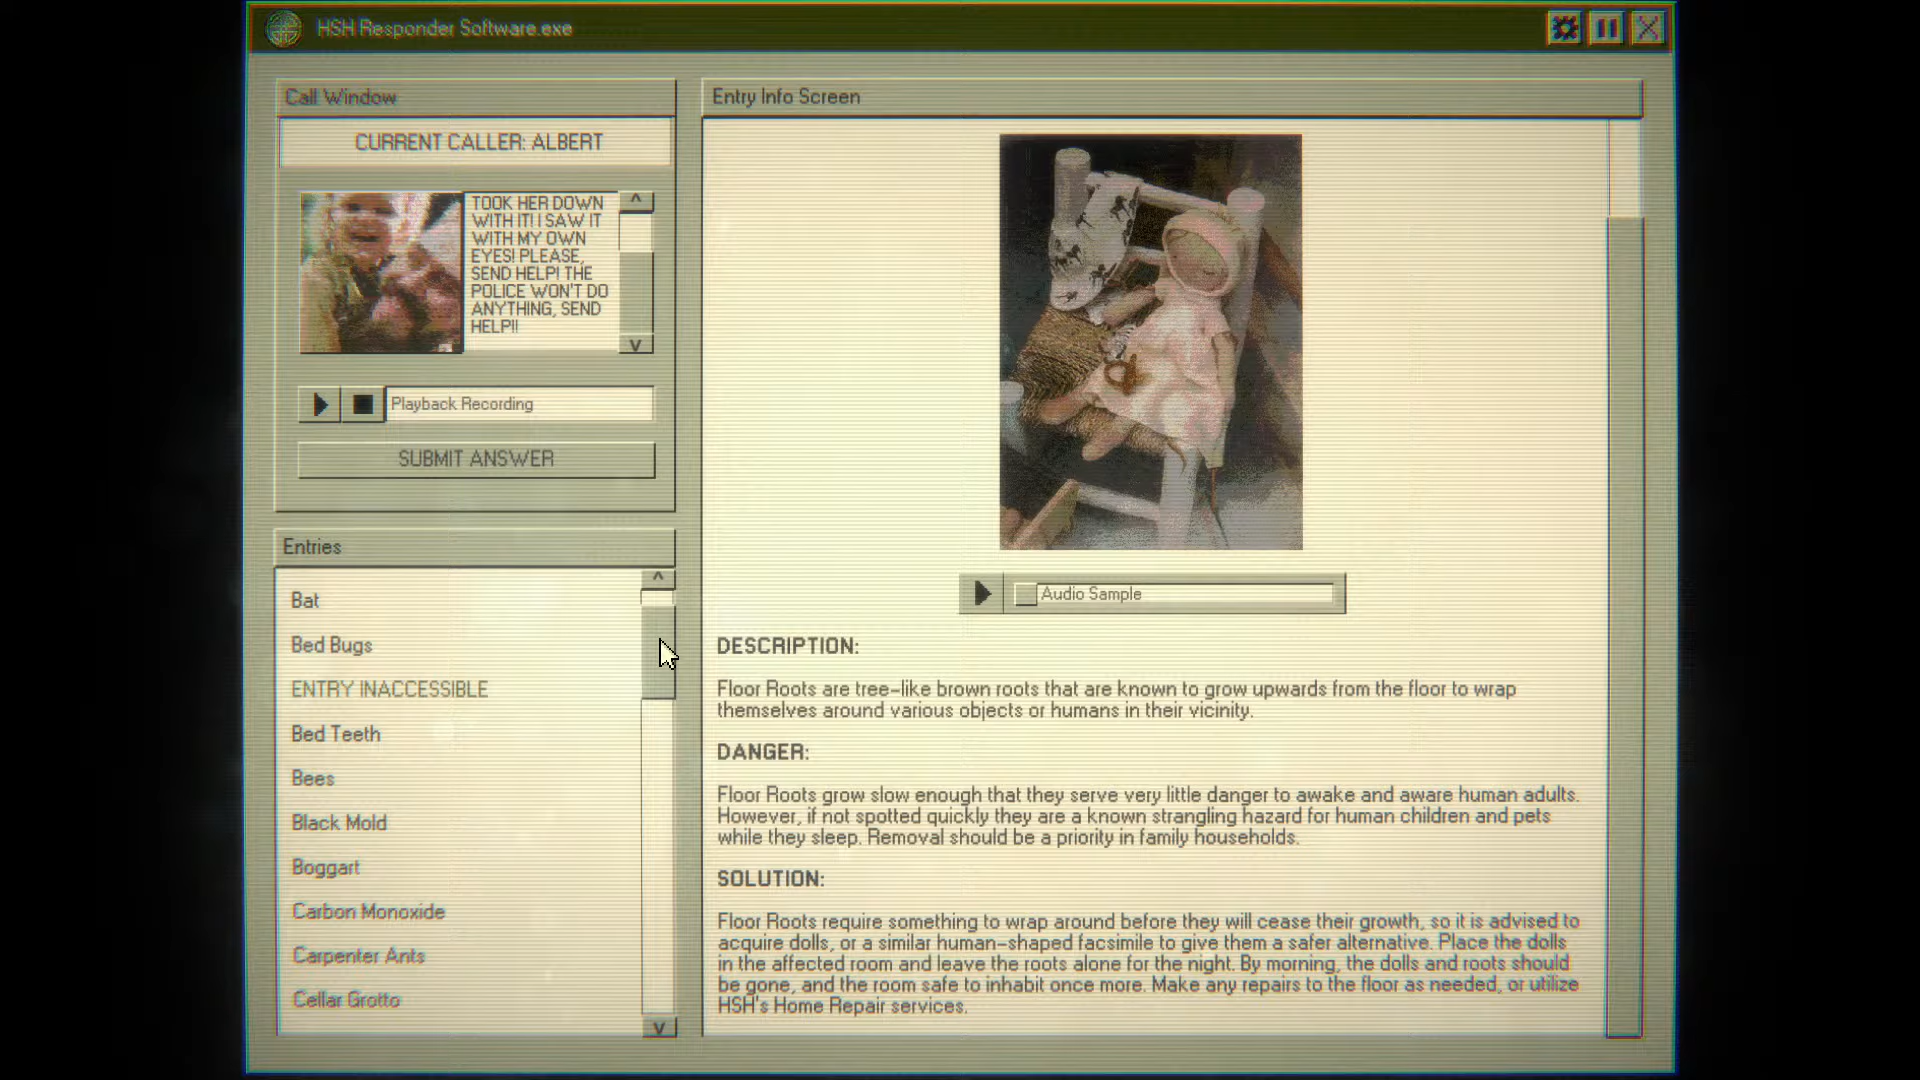 HSH Responder Software.exe
Call Window
CURRENT CALLER: ALBERT
TOOK HER DOWN
WITH IT! I SAW IT
WITH MY OWN
EYES! PLEASE,
SEND HELP! THE
POLICE WON'T DO
ANYTHING, SEND
HELP!!
Playback Recording
SUBMIT ANSWER
Entries
Bat
Bed Bugs
ENTRY INACCESSIBLE
Bed Teeth
Bees
Black Mold
Boggart
Carbon Monoxide
Carpenter Ants
Cellar Grotto
Entry Info Screen
Audio Sample
DESCRIPTION:
Floor Roots are tree-like brown roots that are known to grow upwards from the floor to wrap
themselves around various objects or humans in their vicinity.
DANGER:
Floor Roots grow slow enough that they serve very little danger to awake and aware human adults.
However, if not spotted quickly they are a known strangling hazard for human children and pets
while they sleep. Removal should be a priority in family households.
SOLUTION:
Floor Roots require something to wrap around before they will cease their growth, so it is advised to
acquire dolls, or a similar human-shaped facsimile to give them a safer alternative. Place the dolls
in the affected room and leave the roots alone for the night. By morning, the dolls and roots should
be gone, and the room safe to inhabit once more. Make any repairs to the floor as needed, or utilize
HSH's Home Repair services.